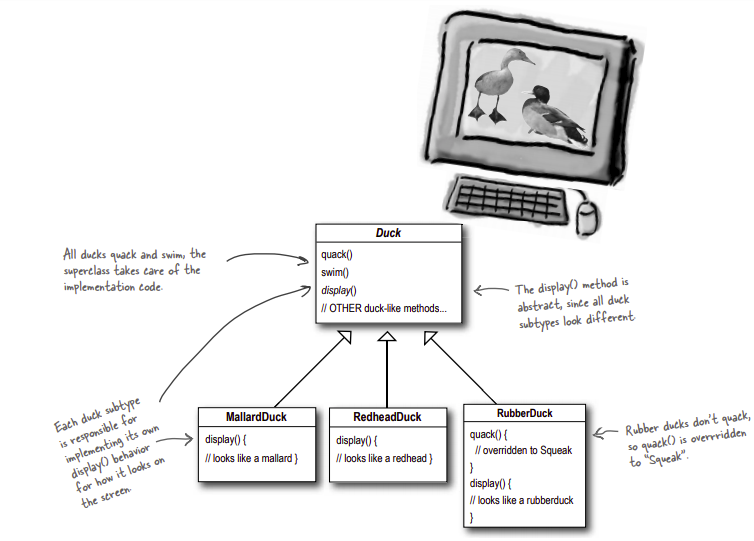 Duck
quack()
swim()
display()
// OTHER duck-like methods...
All ducks quack and swim, the
superclass takes care of the
implementation code.
The display() method is
abstract, since all duck
subtypes look different
Each duck subtype
is responsible for
implementing its own
display() behavior
for how it looks on
the screen
MallardDuck
display() {
// looks like a mallard }
RedheadDuck
display() {
// looks like a redhead }
RubberDuck
quack() {
// overridden to Squeak
}
display() {
// looks like a rubberduck
}
Rubber ducks don't quack,
so quack() is overrridden
to "Squeak".